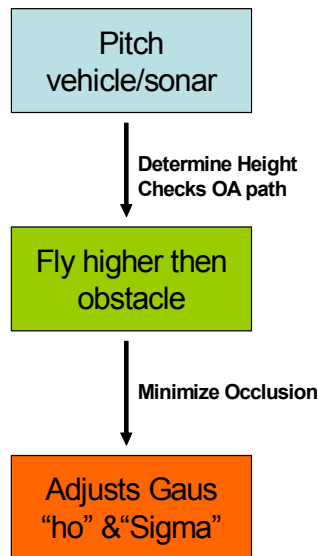 Pitch
vehicle/sonar
Determine Height
Checks OA path
Fly higher then
obstacle
Minimize Occlusion
Adjusts Gaus
“ho” &“Sigma”